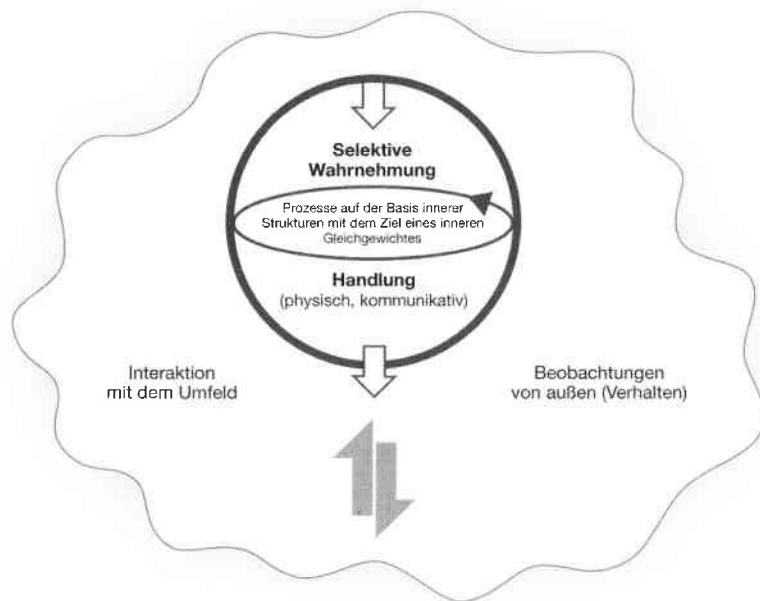 Selektive
Wahrnehmung
Prozesse auf der Basis innerer
Strukturen mit dem Ziel eines inneren
Gleichgewichtes
Handlung
(physisch, kommunikativ)
Interaktion
mit dem Umfeld
Beobachtungen
von außen (Verhalten)